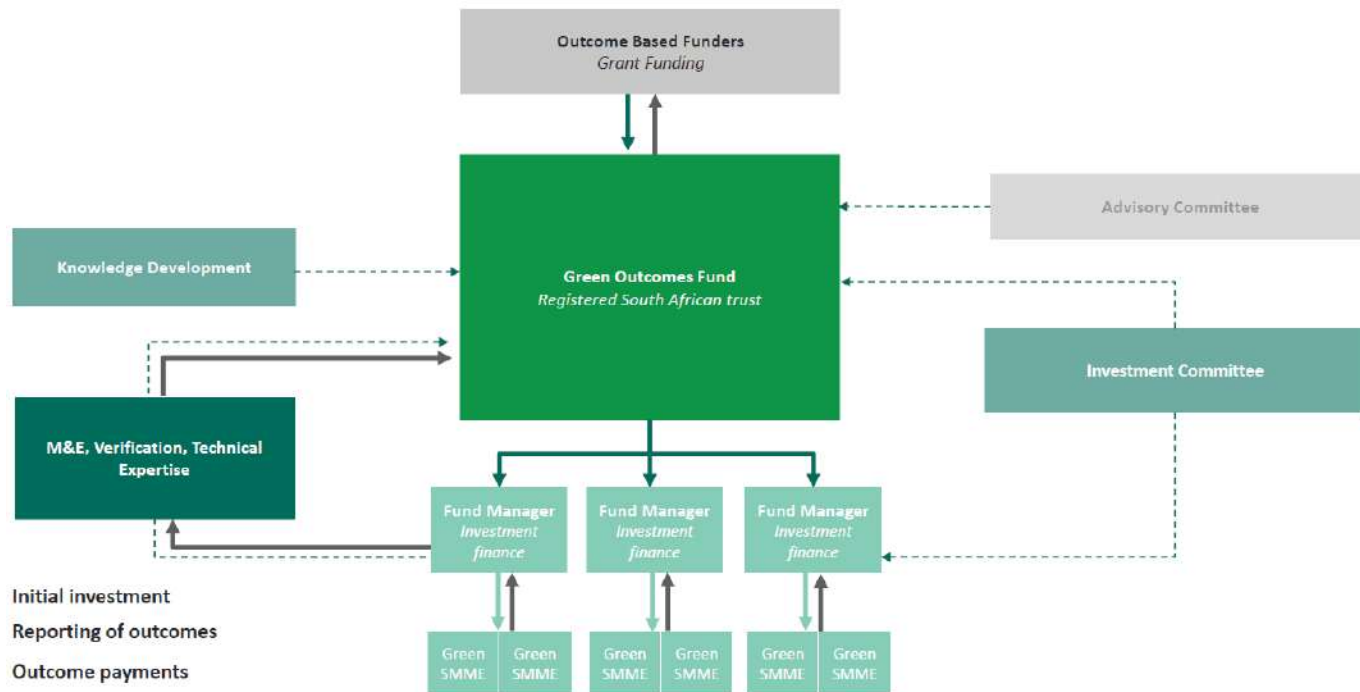 Outcome Based Funders
Grant Funding
Advisory Committee
Knowledge Development
Green Outcomes Fund
Registered South African trust
Investment Committee
M&E, Verification, Technical
Expertise
Fund Manager
Investment
finance
Fund Manager
Investment
finance
Fund Manager
Investment
finance
Initial investment
Reporting of outcomes
Outcome payments
Green
SMME
Green
SMME
Green
SMME
Green
SMME
Green
SMME
Green
SMME